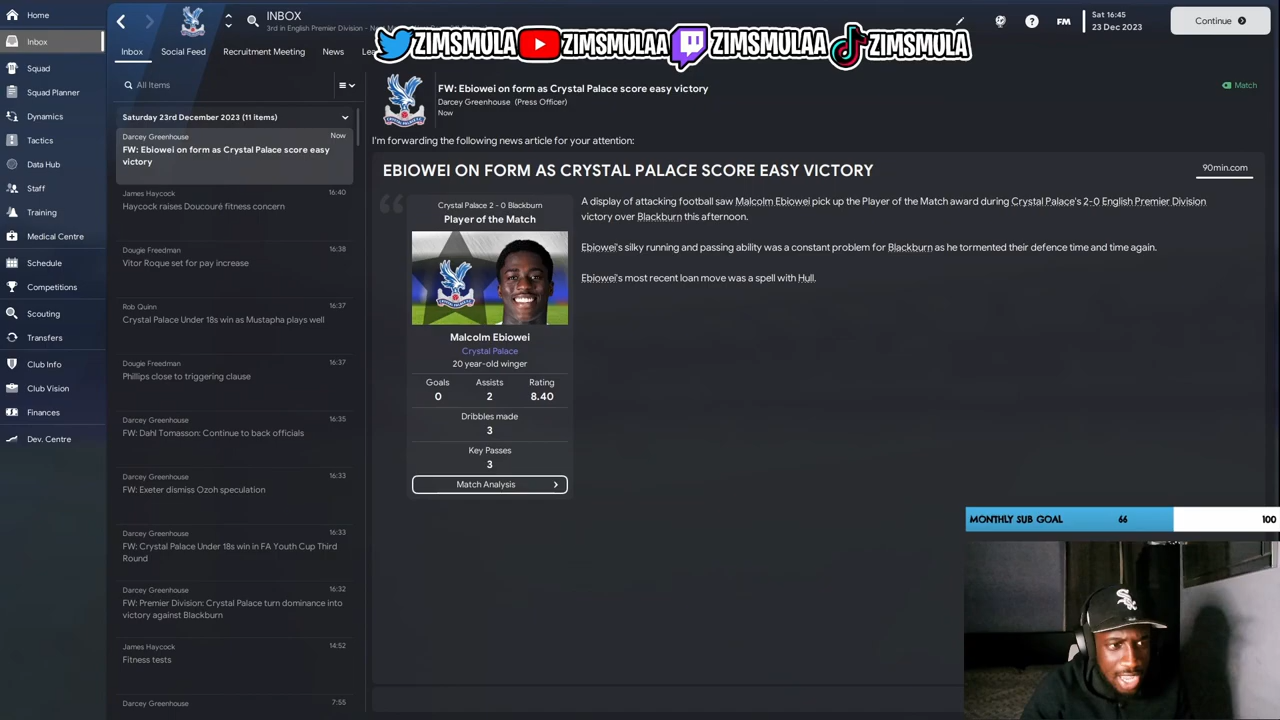 Home
Inbox
Squad
Squad Planner
Dynamics
Tactics
Data Hub
Staff
Training
Medical Centre
Schedule
Competitions
Scouting
Transfers
Club Info
Club Vision
Finances
Dev. Centre
INBOX
Inbox
Social Feed
Recruitment Meeting
News
ZIMSMULA
ZIMSMULAA
ZIMSMULAA
ZIMSMULA
FM
Sat 16:45
23 Dec 2023
Continue
All Items
Saturday 23rd December 2023 (11 items)
Darcey Greenhouse Now
FW: Ebiowei on form as Crystal Palace score easy
victory
James Haycock 16:40
Haycock raises Doucouré fitness concern
Dougie Freedman 16:38
Vitor Roque set for pay increase
Rob Quinn 16:37
Crystal Palace Under 18s win as Mustapha plays well
Dougie Freedman 16:37
Phillips close to triggering clause
Darcey Greenhouse 16:35
FW: Dahl Tomasson: Continue to back officials
Darcey Greenhouse 16:33
FW: Exeter dismiss Ozoh speculation
Darcey Greenhouse 16:33
FW: Crystal Palace Under 18s win in FA Youth Cup Third
Round
Darcey Greenhouse 16:32
FW: Premier Division: Crystal Palace turn dominance into
victory against Blackburn
James Haycock 14:52
Fitness tests
Darcey Greenhouse 7:55
FW: Ebiowei on form as Crystal Palace score easy victory
Darcey Greenhouse (Press Officer)
Now
Match
I'm forwarding the following news article for your attention:
EBIOWEI ON FORM AS CRYSTAL PALACE SCORE EASY VICTORY
90min.com
Crystal Palace 2 - 0 Blackburn
Player of the Match
Malcolm Ebiowei
Crystal Palace
20 year-old winger
Goals Assists Rating
0 2 8.40
Dribbles made
3
Key Passes
3
Match Analysis
A display of attacking football saw Malcolm Ebiowei pick up the Player of the Match award during Crystal Palace's 2-0 English Premier Division
victory over Blackburn this afternoon.
Ebiowei's silky running and passing ability was a constant problem for Blackburn as he tormented their defence time and time again.
Ebiowei's most recent loan move was a spell with Hull.
MONTHLY SUB GOAL 66 100